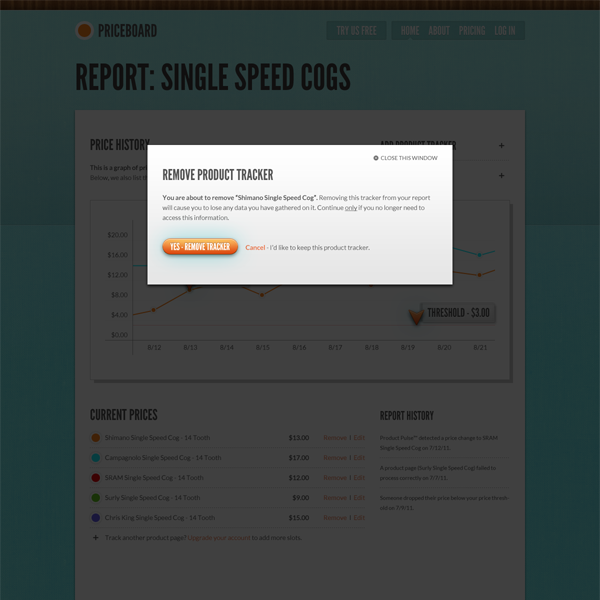 PRICEBOARD
TRY US FREE
HOME ABOUT PRICING LOG IN
REPORT: SINGLE SPEED COGS
PRICE HISTORY
ADD PRODUCT TRACKER +
This is a graph of
Below, we also list +
CLOSE THIS WINDOW
REMOVE PRODUCT TRACKER
You are about to remove "Shimano Single Speed Cog". Removing this tracker from your report
will cause you to lose any data you have gathered on it. Continue only if you no longer need to
access this information.
YES - REMOVE TRACKER
Cancel - I'd like to keep this product tracker.
$20.00
$16.00
$12.00
$8.00
$4.00
$0.00
THRESHOLD - $3.00
8/12 8/13 8/14 8/15 8/16 8/17 8/18 8/19 8/20 8/21
CURRENT PRICES
Shimano Single Speed Cog - 14 Tooth $13.00 Remove | Edit
Campagnolo Single Speed Cog - 14 Tooth $17.00 Remove | Edit
SRAM Single Speed Cog - 14 Tooth $12.00 Remove | Edit
Surly Single Speed Cog - 14 Tooth $9.00 Remove | Edit
Chris King Single Speed Cog - 14 Tooth $15.00 Remove | Edit
+ Track another product page? Upgrade your account to add more slots.
REPORT HISTORY
Product Pulse™ detected a price change to SRAM
Single Speed Cog on 7/12/11.
A product page (Surly Single Speed Cog) failed to
process correctly on 7/7/11.
Someone dropped their price below your price thresh-
old on 7/9/11.